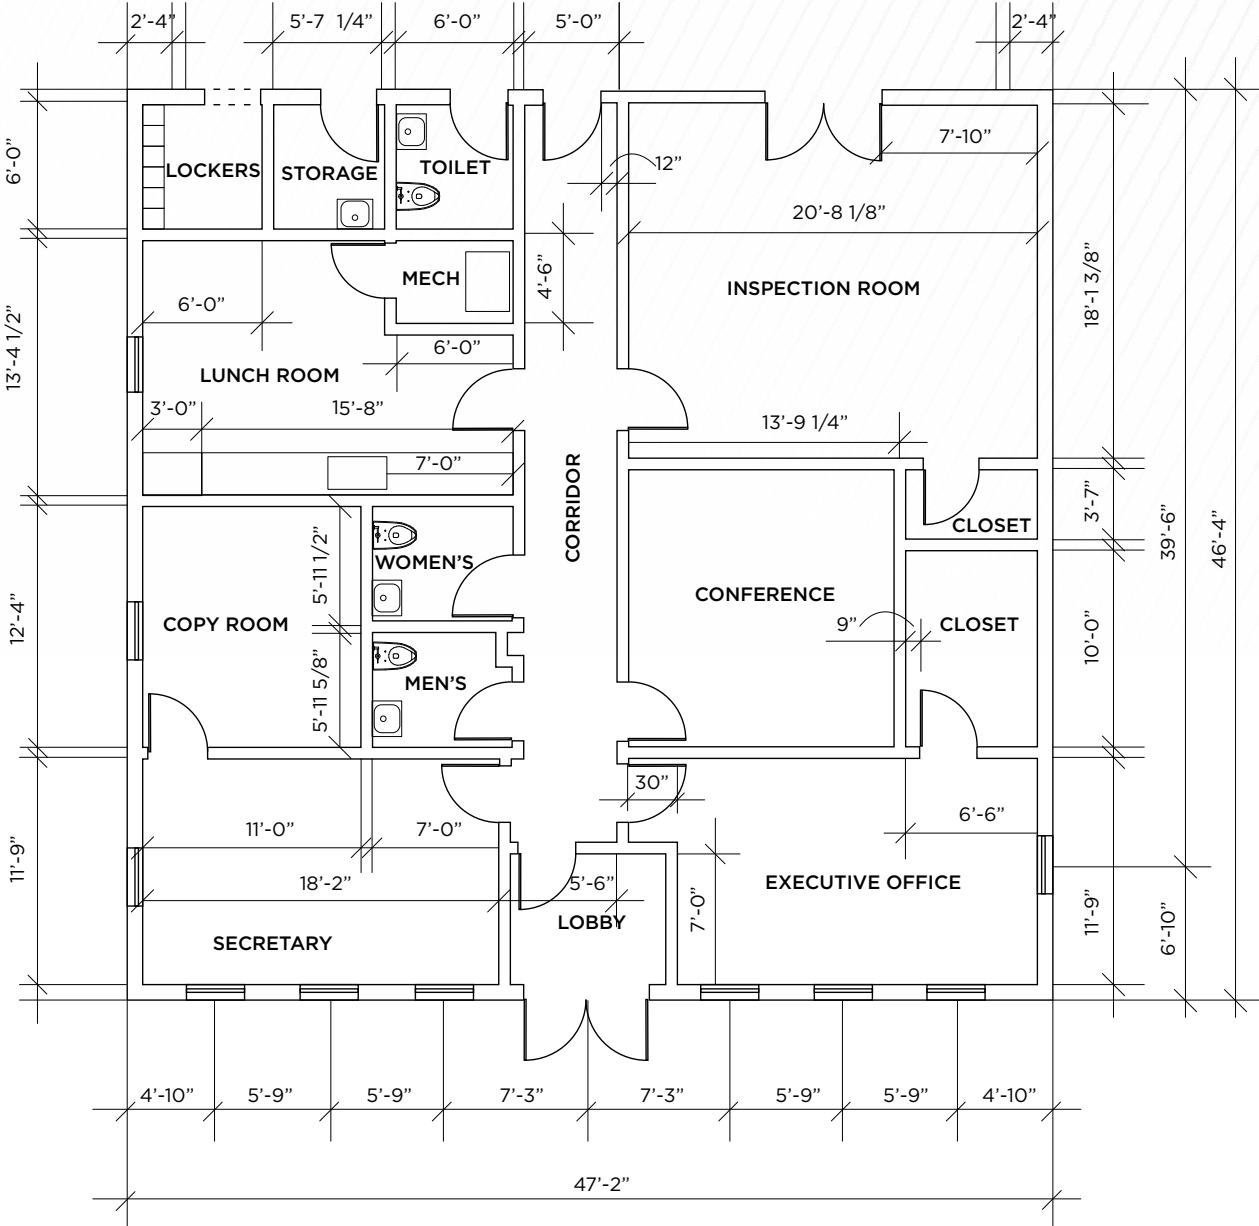 2’-4”
5’-7 1/4”
6’-0”
5’-0”
2’-4”
7’-10”
12”
6’-0”
LOCKERS
STORAGE
TOILET
20’-8 1/8”
18’-1 3/8”
MECH
4’-6”
INSPECTION ROOM
6’-0”
13’-4 1/2”
6’-0”
LUNCH ROOM
3’-0”
15’-8”
13’-9 1/4”
7’-0”
CORRIDOR
3’-7”
CLOSET
39’-6”
46’-4”
5’-11 1/2”
WOMEN’S
CONFERENCE
12’-4”
COPY ROOM
9”
CLOSET
10’-0”
5’-11 5/8”
MEN’S
30”
11’-0”
7’-0”
6’-6”
11’-9”
18’-2”
5’-6”
EXECUTIVE OFFICE
7’-0”
11’-9”
6’-10”
LOBBY
SECRETARY
4’-10”
5’-9”
5’-9”
7’-3”
7’-3”
5’-9”
5’-9”
4’-10”
47’-2”